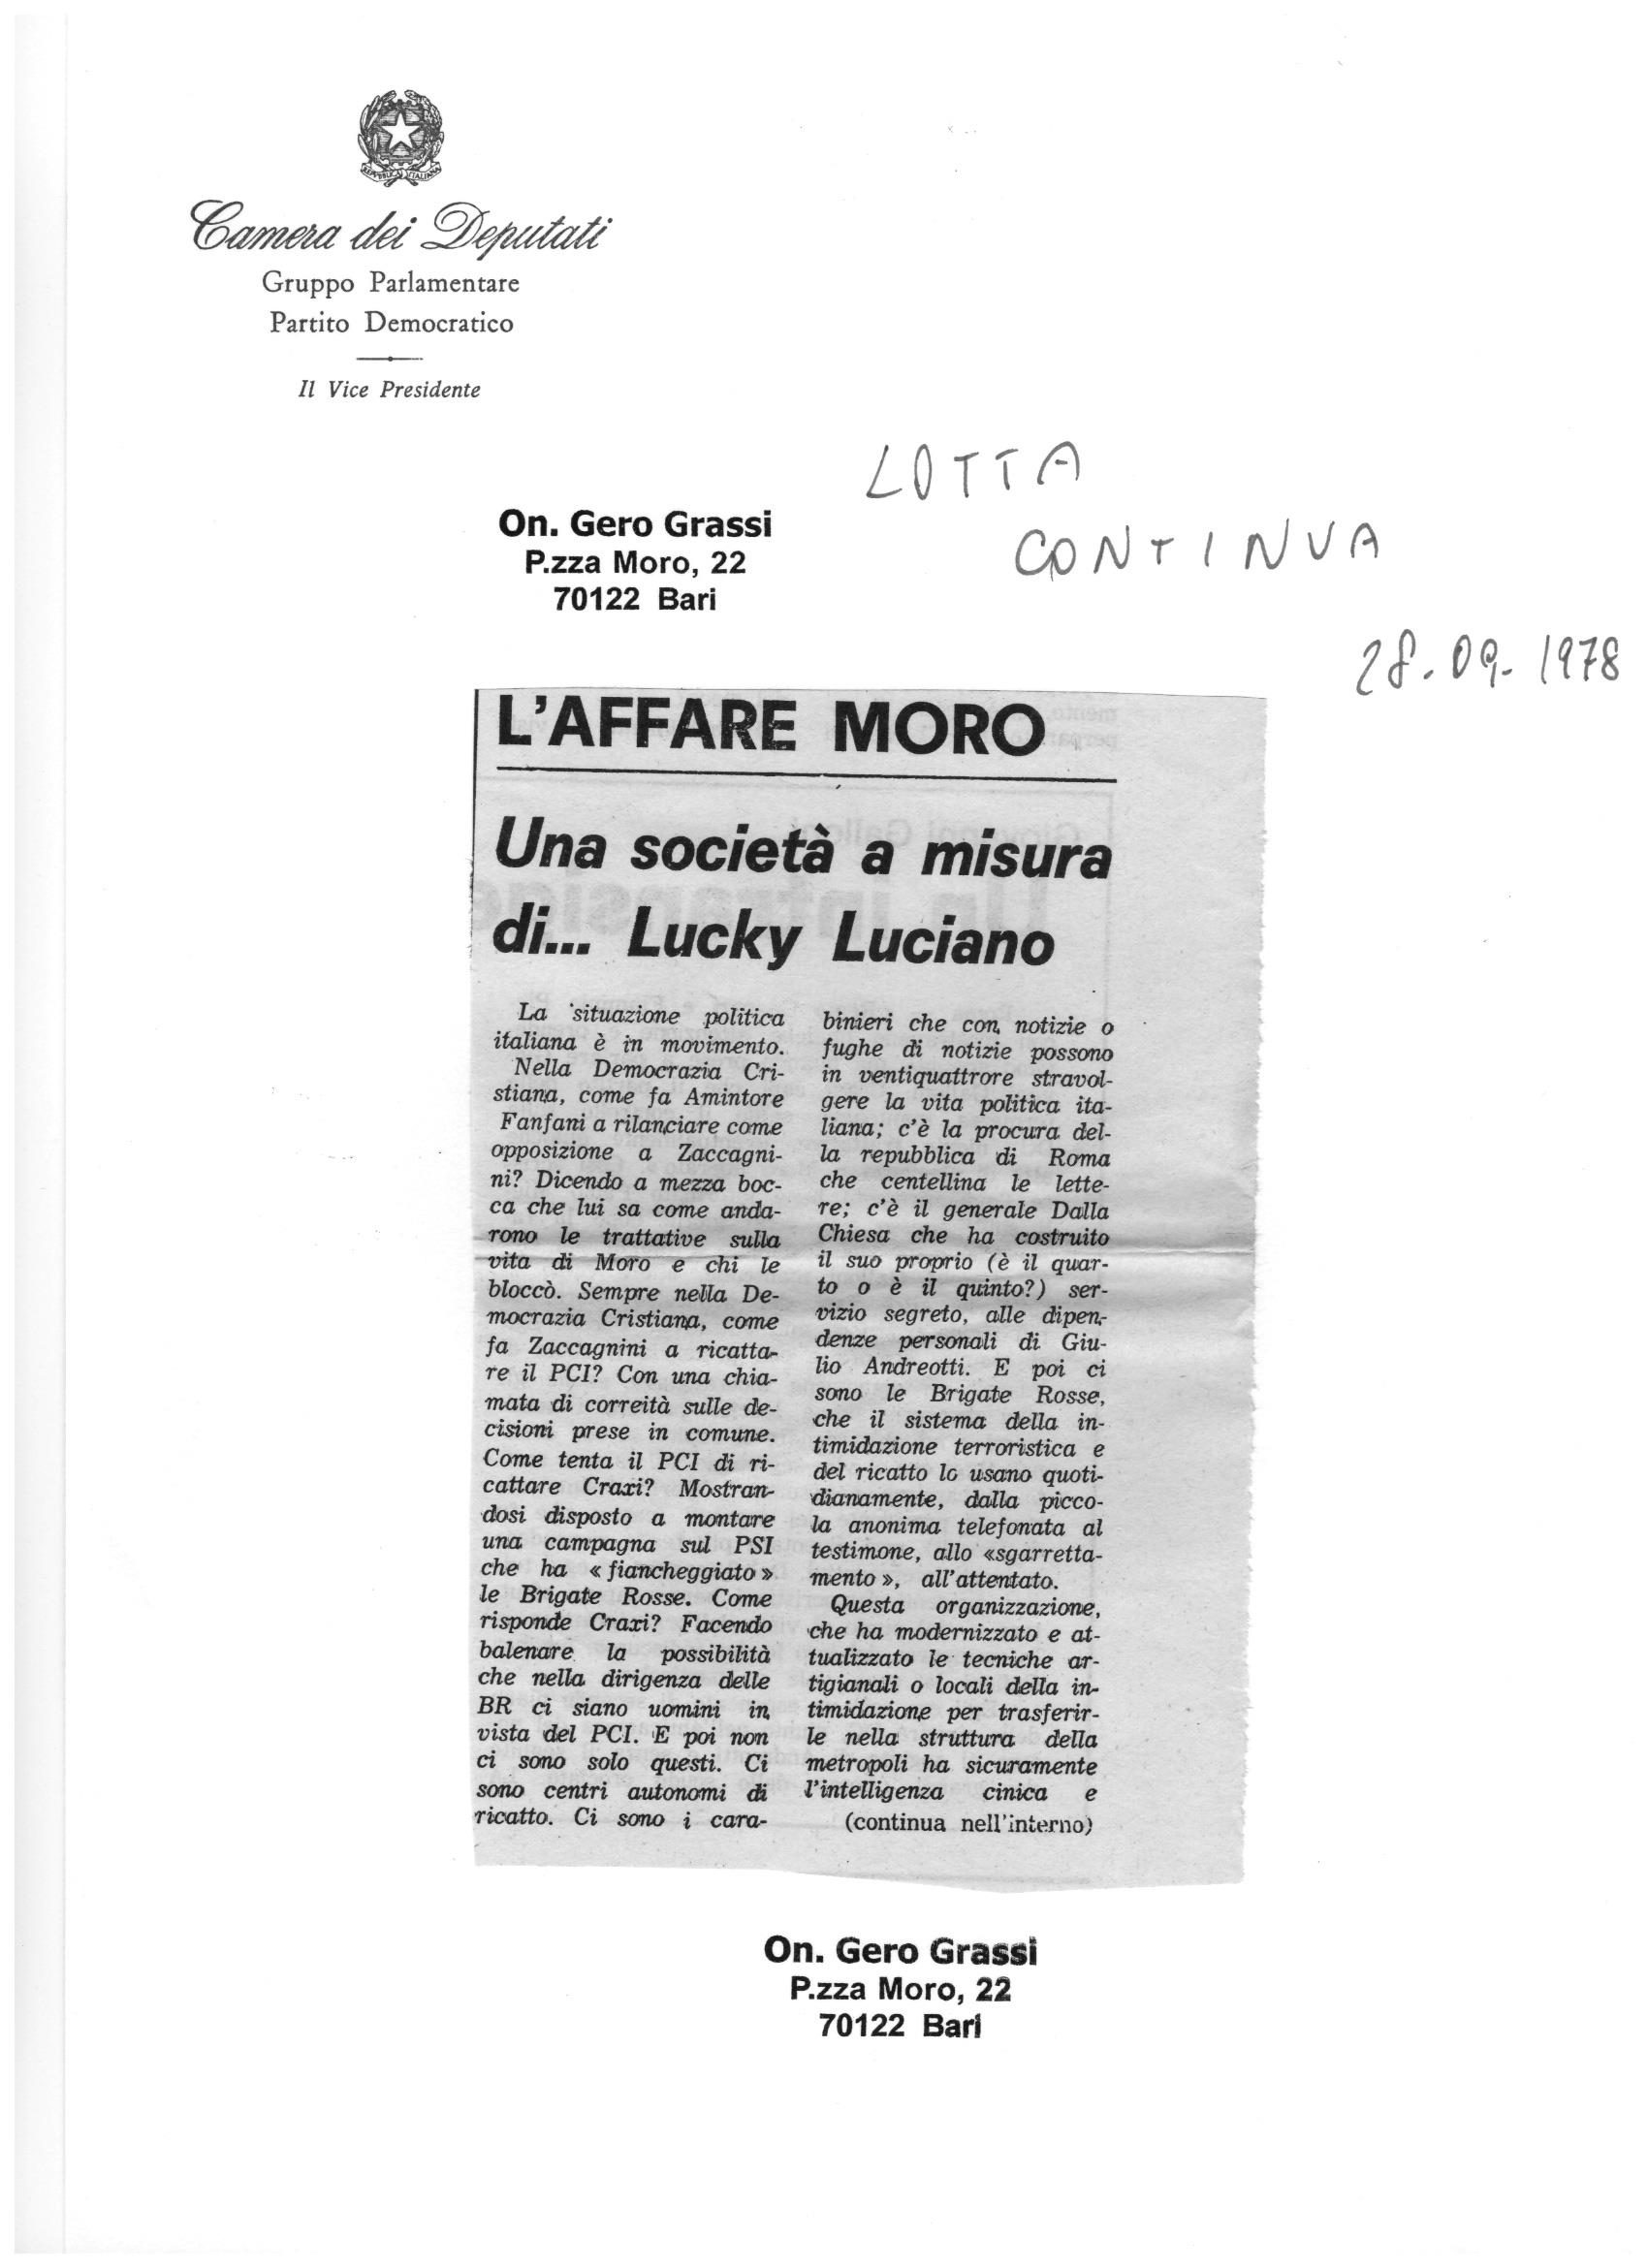 REPVBBLICA ITALIANA
Camera dei Deputati
Gruppo Parlamentare
Partito Democratico
Il Vice Presidente
LOTTA
CONTINUA
28.09.1978
On. Gero Grassi
P.zza Moro, 22
70122 Bari
L'AFFARE MORO
Una società a misura
di... Lucky Luciano
La situazione politica
italiana è in movimento.
Nella Democrazia Cri-
stiana, come fa Amintore
Fanfani a rilanciare come
opposizione a Zaccagni-
ni? Dicendo a mezza boc-
ca che lui sa come anda-
rono le trattative sulla
vita di Moro e chi le
bloccò. Sempre nella De-
mocrazia Cristiana, come
fa Zaccagnini a ricatta-
re il PCI? Con una chia-
mata di correità sulle de-
cisioni prese in comune.
Come tenta il PCI di ri-
cattare Craxi? Mostran-
dosi disposto a montare
una campagna sul PSI
che ha « fiancheggiato »
le Brigate Rosse. Come
risponde Craxi? Facendo
balenare la possibilità
che nella dirigenza delle
BR ci siano uomini in
vista del PCI. E poi non
ci sono solo questi. Ci
sono centri autonomi di
ricatto. Ci sono i cara-
binieri che con notizie o
fughe di notizie possono
in ventiquattrore stravol-
gere la vita politica ita-
liana; c'è la procura del-
la repubblica di Roma
che centellina le lette-
re; c'è il generale Dalla
Chiesa che ha costruito
il suo proprio (è il quar-
to o è il quinto?) ser-
vizio segreto, alle dipen-
denze personali di Giu-
lio Andreotti. E poi ci
sono le Brigate Rosse,
che il sistema della in-
timidazione terroristica e
del ricatto lo usano quoti-
dianamente, dalla picco-
la anonima telefonata al
testimone, allo «sgarretta-
mento», all'attentato.
Questa organizzazione,
che ha modernizzato e at-
tualizzato le tecniche ar-
tigianali o locali della in-
timidazione per trasferir-
le nella struttura della
metropoli ha sicuramente
l'intelligenza cinica e
(continua nell'interno)
On. Gero Grassi
P.zza Moro, 22
70122 Bari